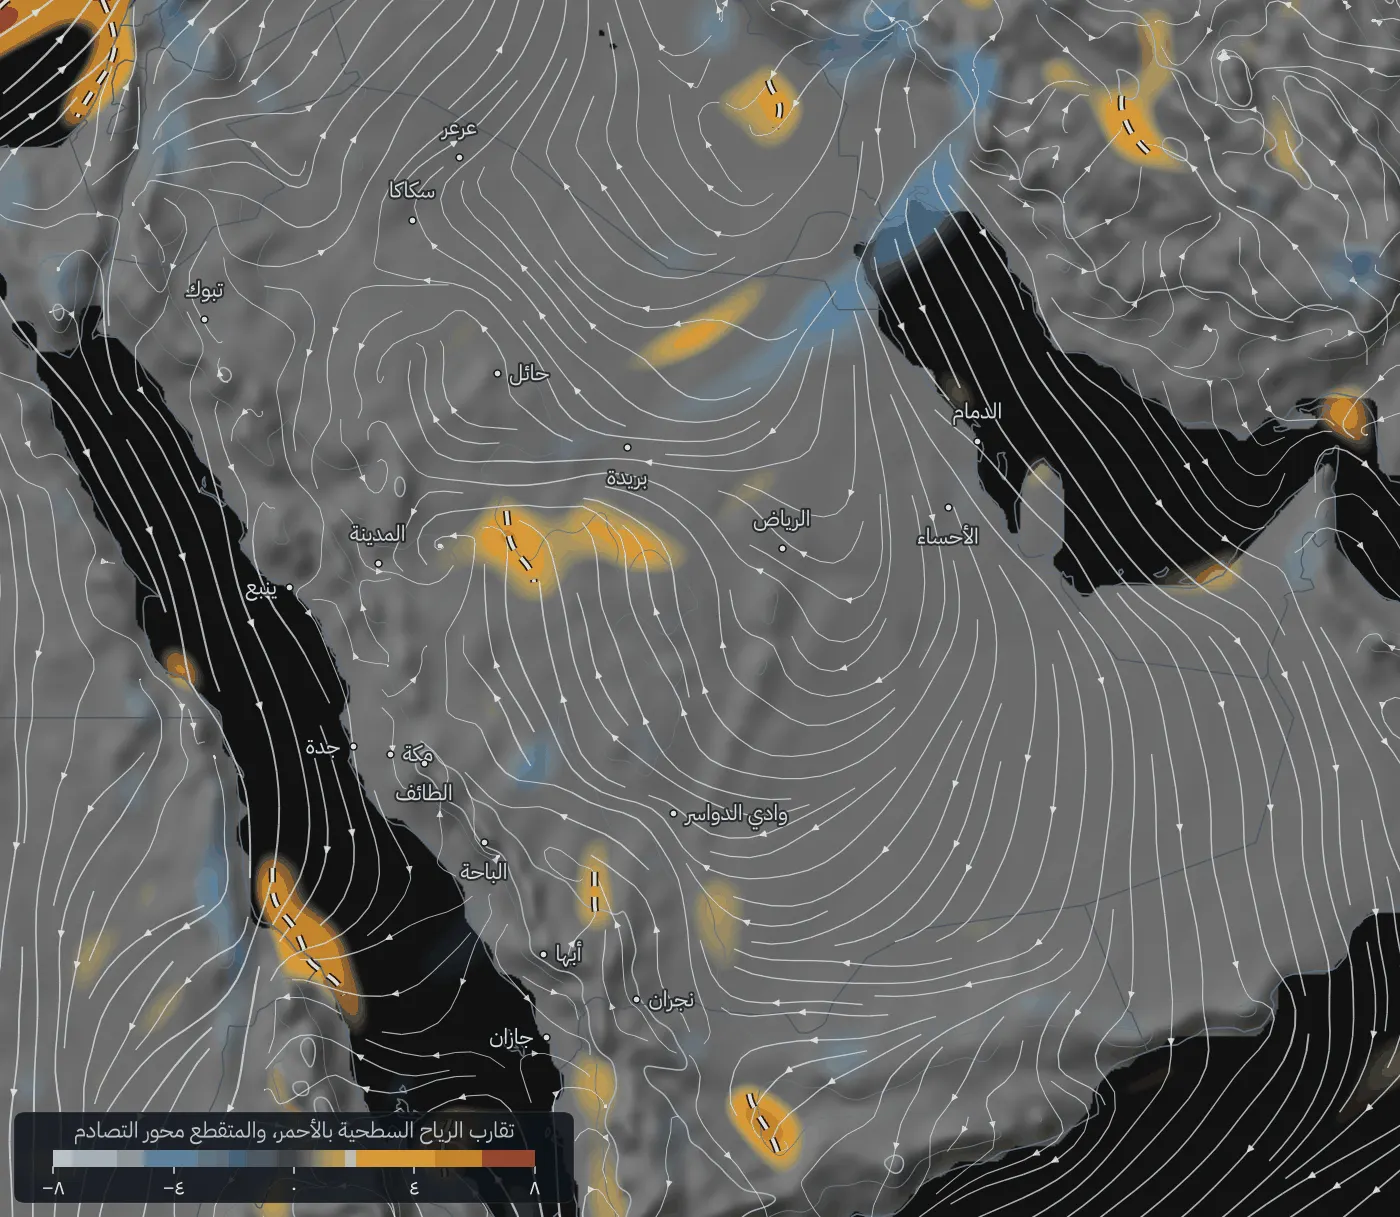 عرعر
سكاكا
تبوك
حائل
الدمام
بريدة
الرياض
الأحساء
المدينة
ينبع
جدة
مكة
الطائف
وادي الدواسر
الباحة
أبها
نجران
جازان
تقارب الرياح السطحية بالأحمر، والمتقطع محور التصادم
−٨ −٤ ٠ ٤ ٨